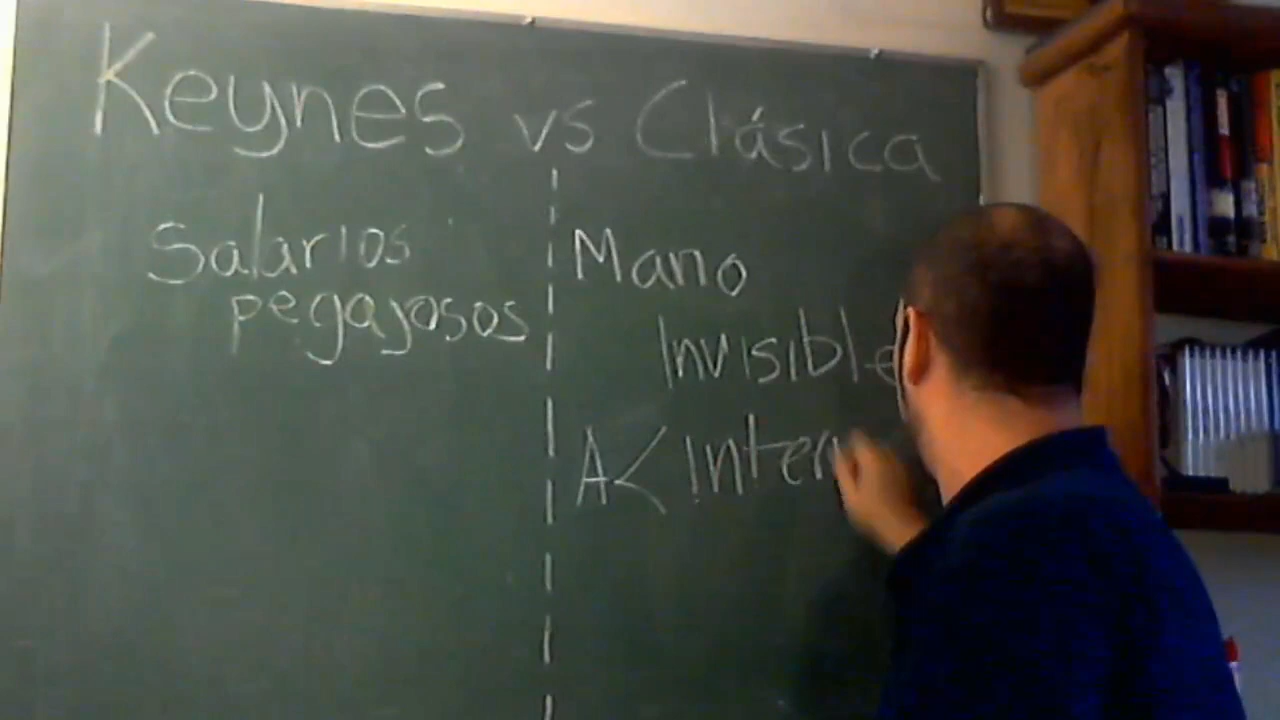 Keynes vs Clásica
Salarios
pegajosos
Mano
Invisible
A< Inter